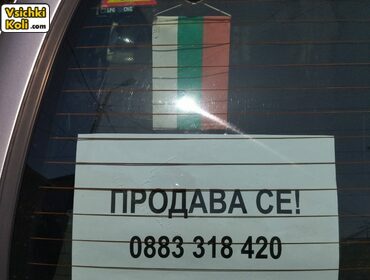 Vsichki
Koli.com
ПРОДАВА СЕ!
0883 318 420